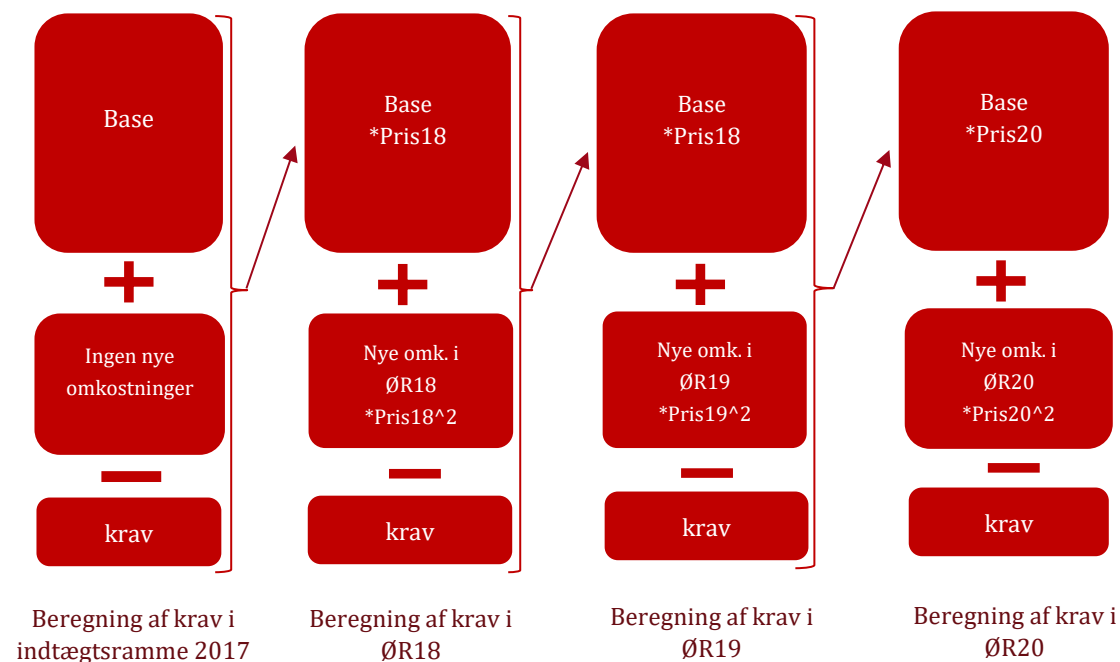 Base
Ingen nye
omkostninger
krav
Beregning af krav i
indtægtsramme 2017
Base
*Pris18
Nye omk. i
ØR18
*Pris18^2
krav
Beregning af krav i
ØR18
Base
*Pris18
Nye omk. i
ØR19
*Pris19^2
krav
Beregning af krav i
ØR19
Base
*Pris20
Nye omk. i
ØR20
*Pris20^2
krav
Beregning af krav i
ØR20